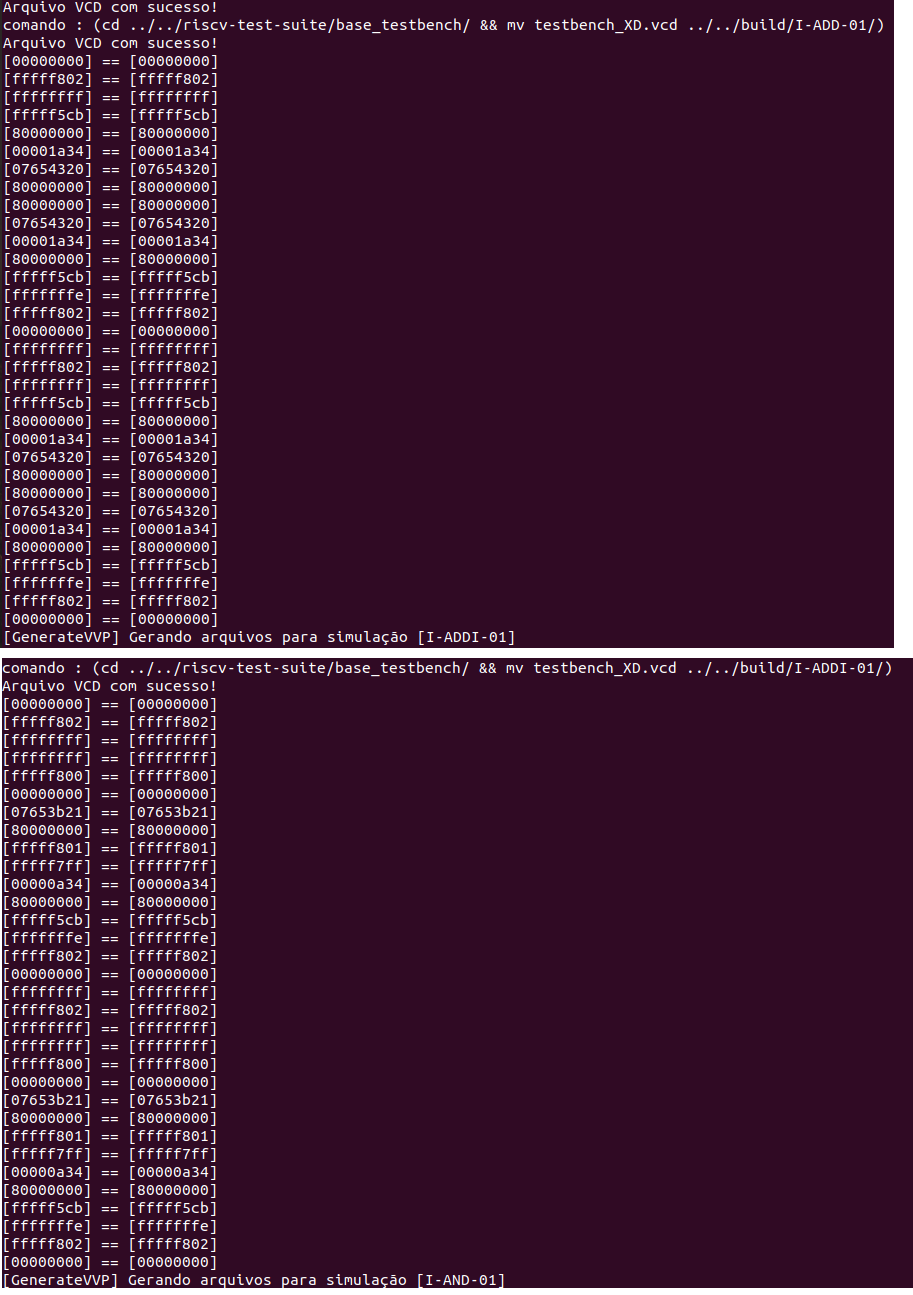 Arquivo VCD com sucesso!
comando : (cd ../../riscv-test-suite/base_testbench/ && mv testbench_XD.vcd ../../build/I-ADD-01/)
Arquivo VCD com sucesso!
[00000000] == [00000000]
[fffff802] == [fffff802]
[ffffffff] == [ffffffff]
[fffff5cb] == [fffff5cb]
[80000000] == [80000000]
[00001a34] == [00001a34]
[07654320] == [07654320]
[80000000] == [80000000]
[80000000] == [80000000]
[07654320] == [07654320]
[00001a34] == [00001a34]
[80000000] == [80000000]
[fffff5cb] == [fffff5cb]
[fffffffe] == [fffffffe]
[fffff802] == [fffff802]
[00000000] == [00000000]
[ffffffff] == [ffffffff]
[fffff802] == [fffff802]
[ffffffff] == [ffffffff]
[fffff5cb] == [fffff5cb]
[80000000] == [80000000]
[00001a34] == [00001a34]
[07654320] == [07654320]
[80000000] == [80000000]
[80000000] == [80000000]
[07654320] == [07654320]
[00001a34] == [00001a34]
[80000000] == [80000000]
[fffff5cb] == [fffff5cb]
[fffffffe] == [fffffffe]
[fffff802] == [fffff802]
[00000000] == [00000000]
[GenerateVVP] Gerando arquivos para simulação [I-ADDI-01]
comando : (cd ../../riscv-test-suite/base_testbench/ && mv testbench_XD.vcd ../../build/I-ADDI-01/)
Arquivo VCD com sucesso!
[00000000] == [00000000]
[fffff802] == [fffff802]
[ffffffff] == [ffffffff]
[ffffffff] == [ffffffff]
[fffff800] == [fffff800]
[00000000] == [00000000]
[07653b21] == [07653b21]
[80000000] == [80000000]
[fffff801] == [fffff801]
[fffff7ff] == [fffff7ff]
[00000a34] == [00000a34]
[80000000] == [80000000]
[fffff5cb] == [fffff5cb]
[fffffffe] == [fffffffe]
[fffff802] == [fffff802]
[00000000] == [00000000]
[ffffffff] == [ffffffff]
[fffff802] == [fffff802]
[ffffffff] == [ffffffff]
[ffffffff] == [ffffffff]
[fffff800] == [fffff800]
[00000000] == [00000000]
[07653b21] == [07653b21]
[80000000] == [80000000]
[fffff801] == [fffff801]
[fffff7ff] == [fffff7ff]
[00000a34] == [00000a34]
[80000000] == [80000000]
[fffff5cb] == [fffff5cb]
[fffffffe] == [fffffffe]
[fffff802] == [fffff802]
[00000000] == [00000000]
[GenerateVVP] Gerando arquivos para simulação [I-AND-01]